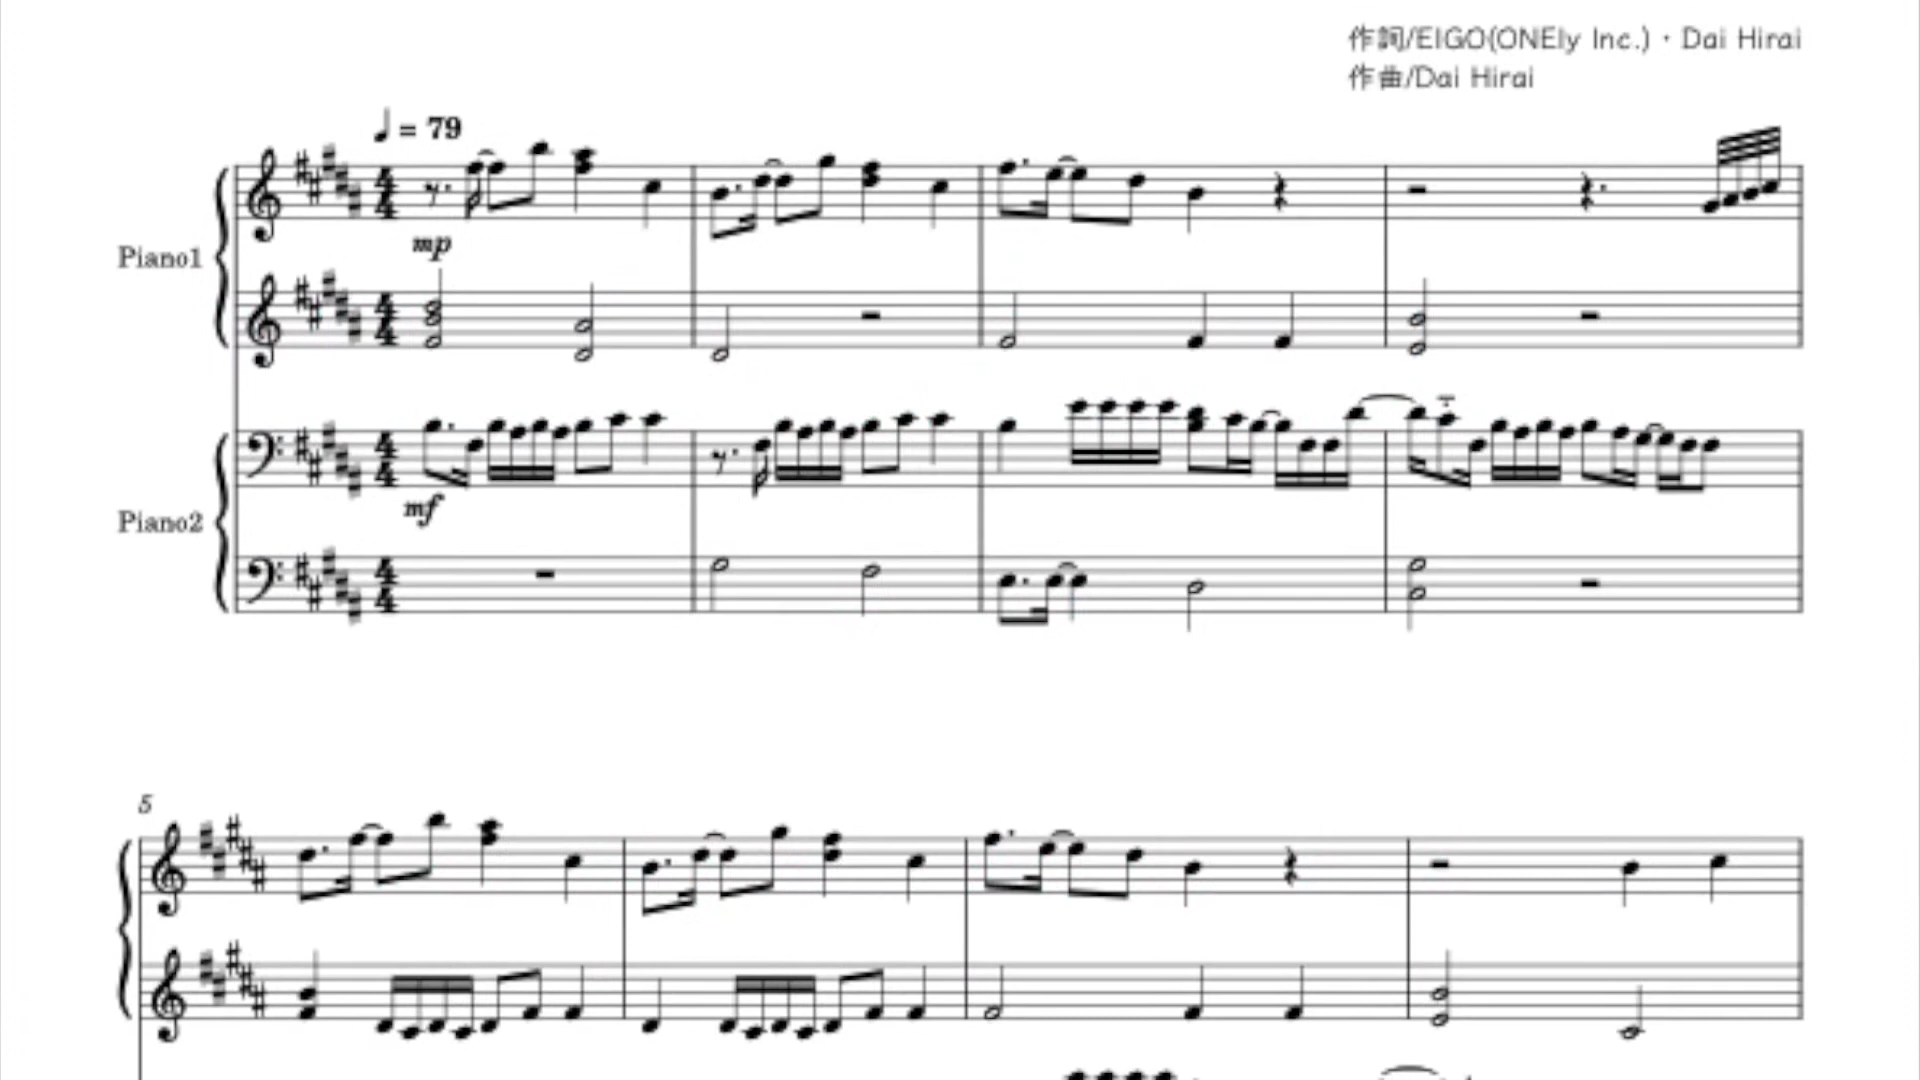 作詞/EIGO(ONEly Inc.)・Dai Hirai
作曲/Dai Hirai
♩ = 79
Piano1
mp
Piano2
mf
5